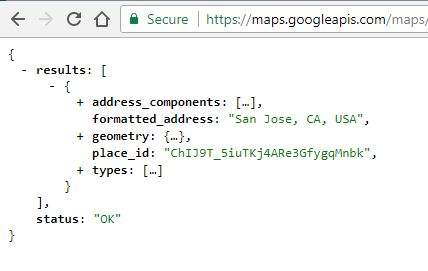 Secure https://maps.googleapis.com/maps/
{
- results: [
- {
+ address_components: […],
formatted_address: "San Jose, CA, USA",
+ geometry: {…},
place_id: "ChIJ9T_5iuTKj4ARe3GfygqMnbk",
+ types: […]
}
],
status: "OK"
}